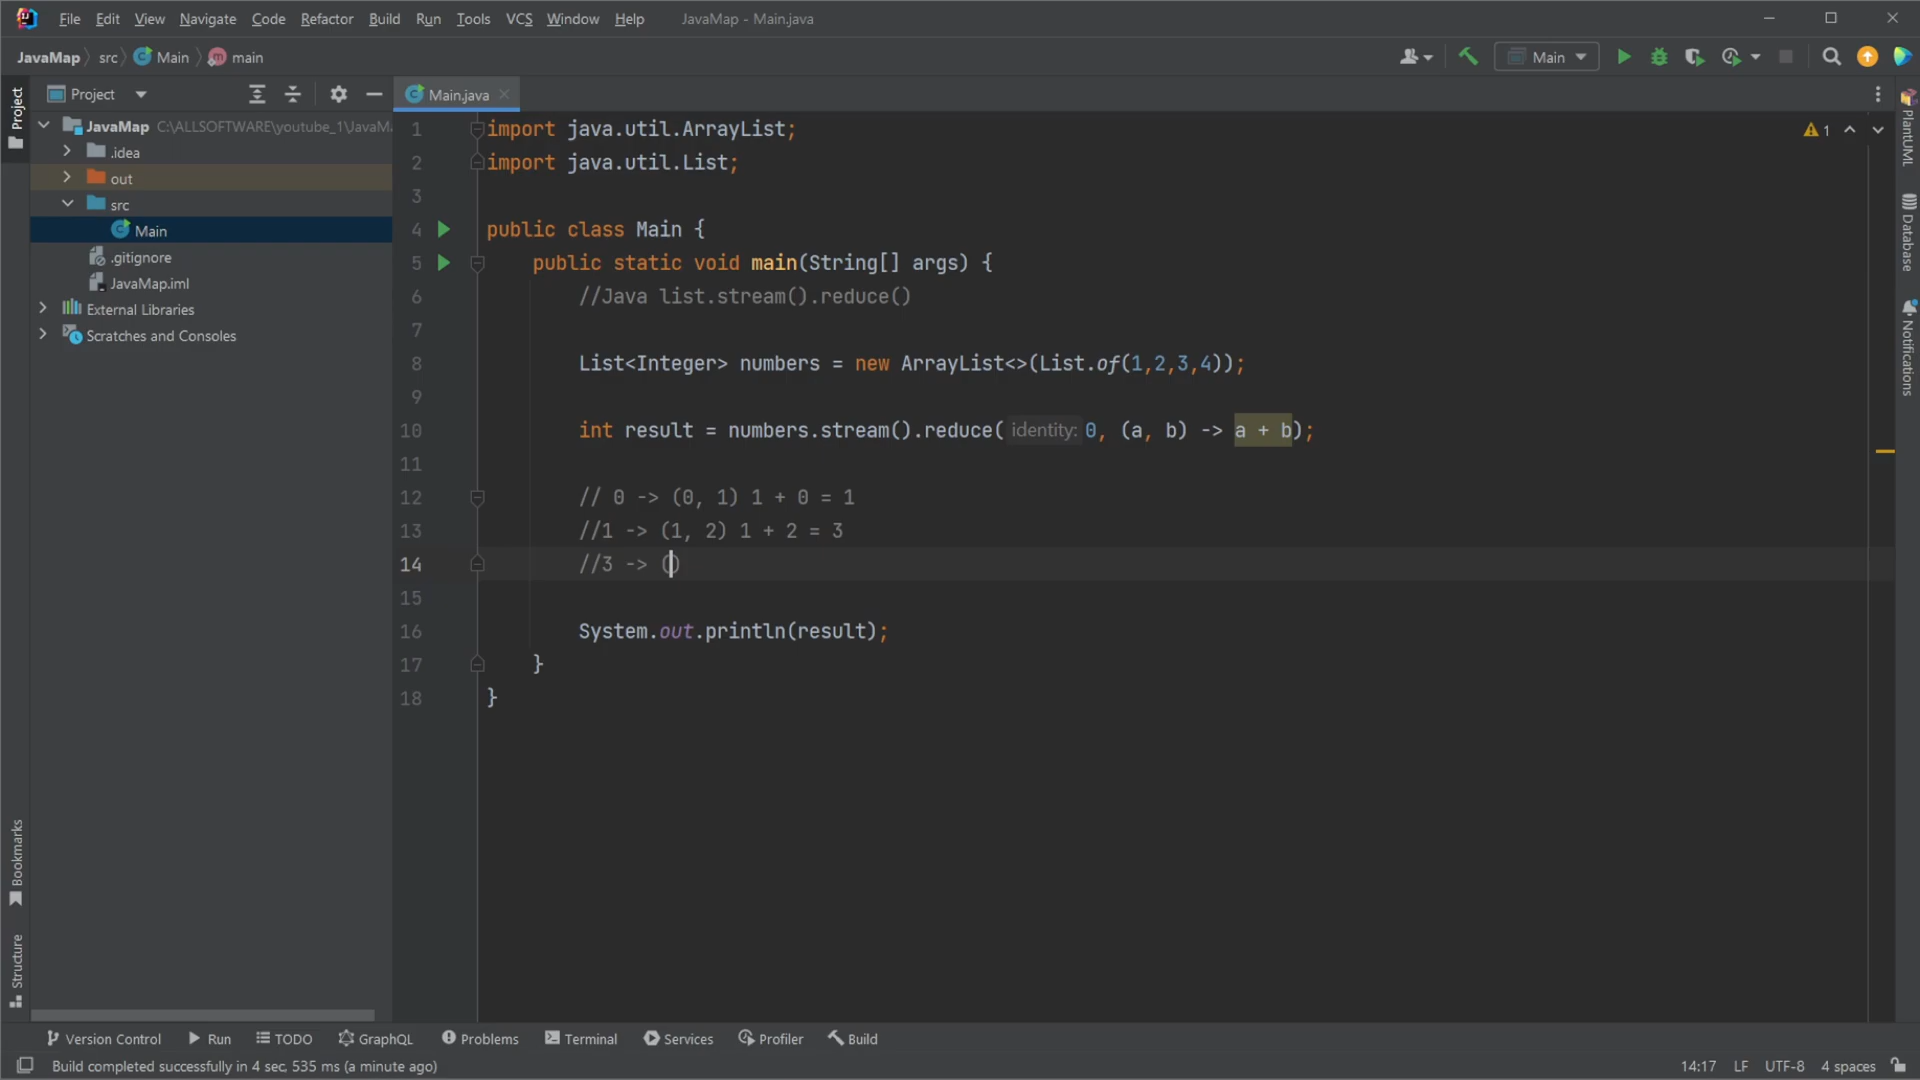 File Edit View Navigate Code Refactor Build Run Tools VCS Window Help JavaMap - Main.java
JavaMap src Main main
Main
Project
Main.java
JavaMap C:\ALLSOFTWARE\youtube_1\JavaM
.idea
out
src
Main
.gitignore
JavaMap.iml
External Libraries
Scratches and Consoles
Project
Bookmarks
Structure
1 import java.util.ArrayList;
2 import java.util.List;
3
4 public class Main {
5 public static void main(String[] args) {
6 //Java list.stream().reduce()
7
8 List<Integer> numbers = new ArrayList<>(List.of(1,2,3,4));
9
10 int result = numbers.stream().reduce( identity: 0, (a, b) -> a + b);
11
12 // 0 -> (0, 1) 1 + 0 = 1
13 //1 -> (1, 2) 1 + 2 = 3
14 //3 -> ()
15
16 System.out.println(result);
17 }
18 }
1
PlantUML
Database
Notifications
Version Control Run TODO GraphQL Problems Terminal Services Profiler Build
Build completed successfully in 4 sec, 535 ms (a minute ago)
14:17 LF UTF-8 4 spaces